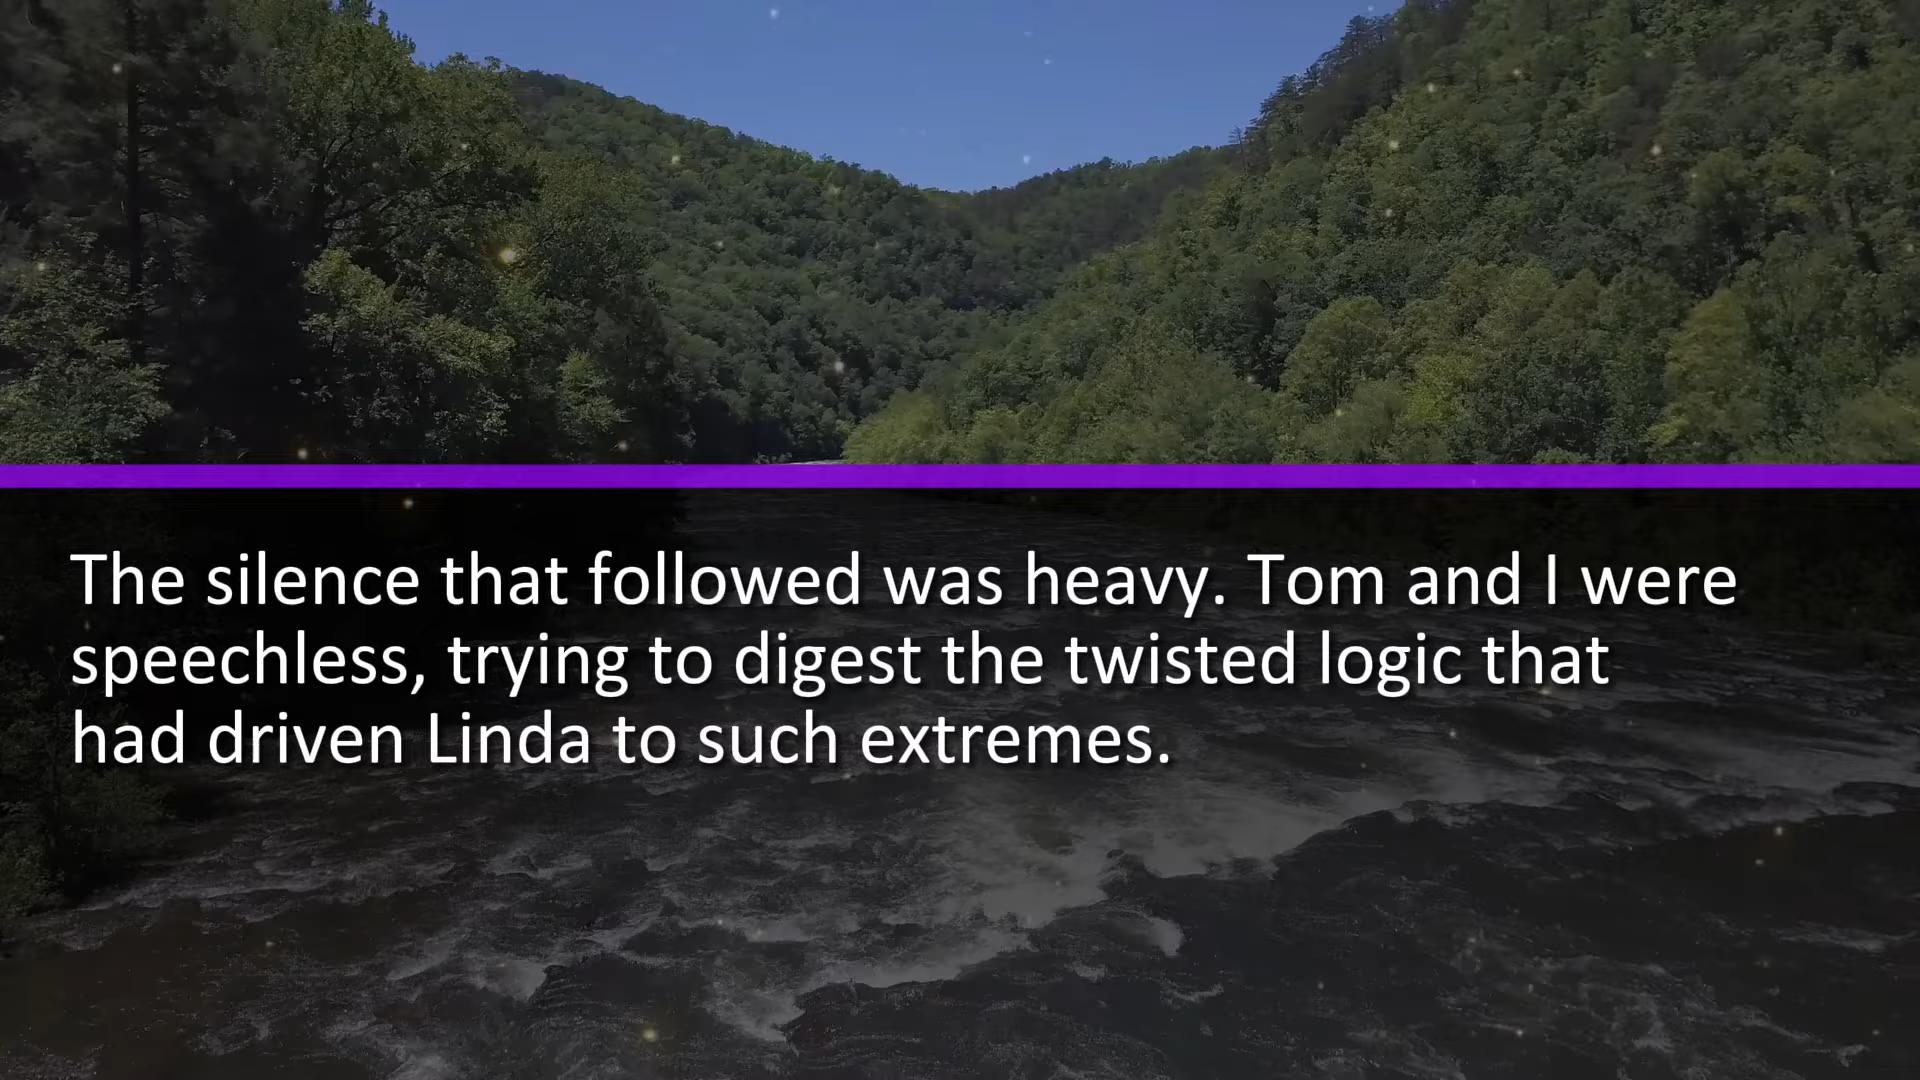 The silence that followed was heavy. Tom and I were
speechless, trying to digest the twisted logic that
had driven Linda to such extremes.